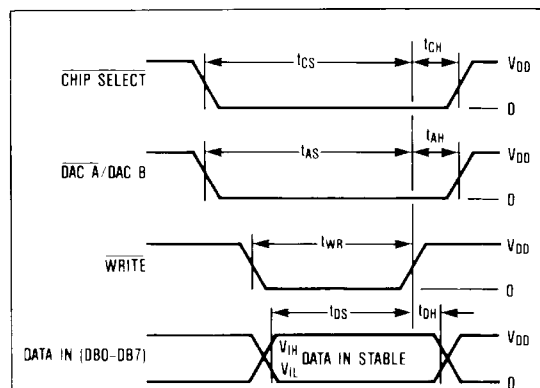 tCS
tCH
VDD
CHIP SELECT
0
tAS
tAH
VDD
DAC A/DAC B
0
tWR
VDD
WRITE
0
tDS
tDH
VDD
DATA IN (DB0-DB7)
VIH
DATA IN STABLE
VIL
0